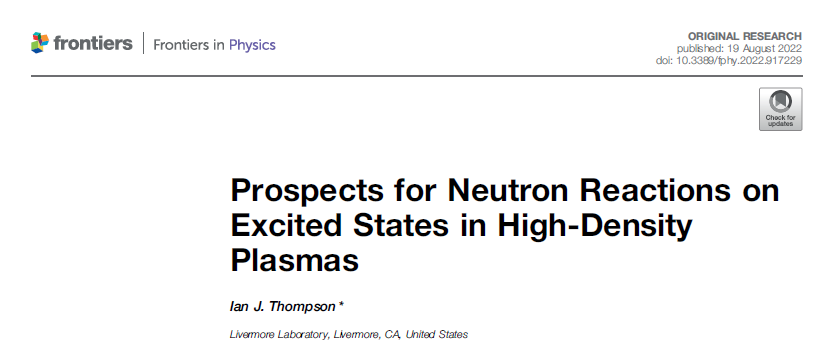 frontiers | Frontiers in Physics
ORIGINAL RESEARCH
published: 19 August 2022
doi: 10.3389/fphy.2022.917229
Check for
updates
Prospects for Neutron Reactions on
Excited States in High-Density
Plasmas
Ian J. Thompson *
Livermore Laboratory, Livermore, CA, United States